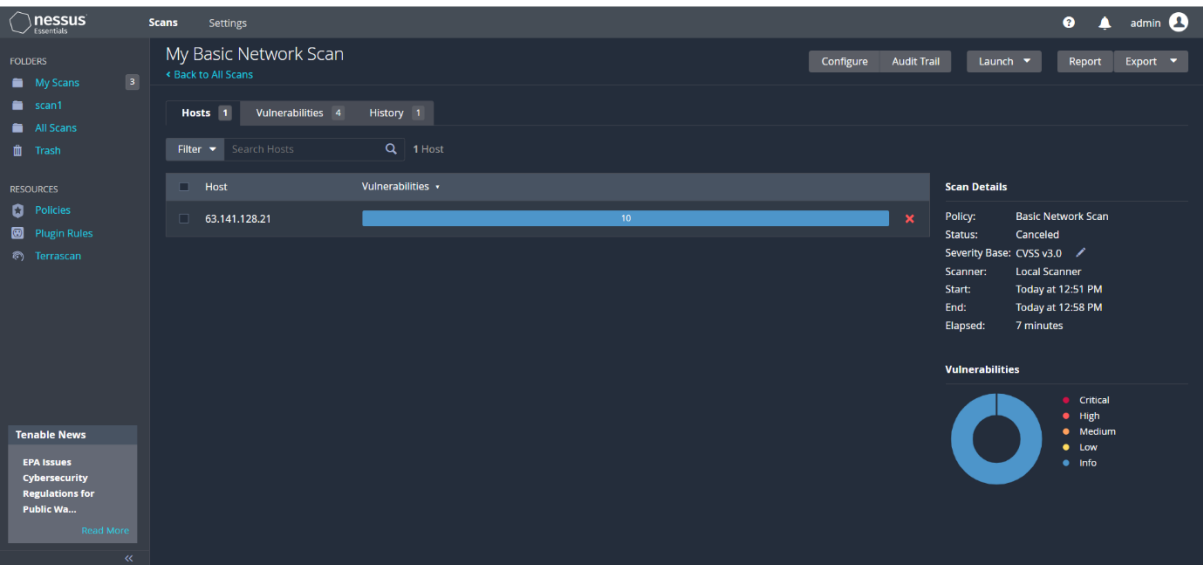 nessus
Essentials
Scans Settings
admin
FOLDERS
My Scans 3
scan1
All Scans
Trash
RESOURCES
Policies
Plugin Rules
Terrascan
Tenable News
EPA Issues
Cybersecurity
Regulations for
Public Wa...
Read More
My Basic Network Scan
Back to All Scans
Configure Audit Trail Launch Report Export
Hosts 1 Vulnerabilities 4 History 1
Filter Search Hosts 1 Host
Host Vulnerabilities
63.141.128.21 10
Scan Details
Policy: Basic Network Scan
Status: Canceled
Severity Base: CVSS v3.0
Scanner: Local Scanner
Start: Today at 12:51 PM
End: Today at 12:58 PM
Elapsed: 7 minutes
Vulnerabilities
Critical
High
Medium
Low
Info